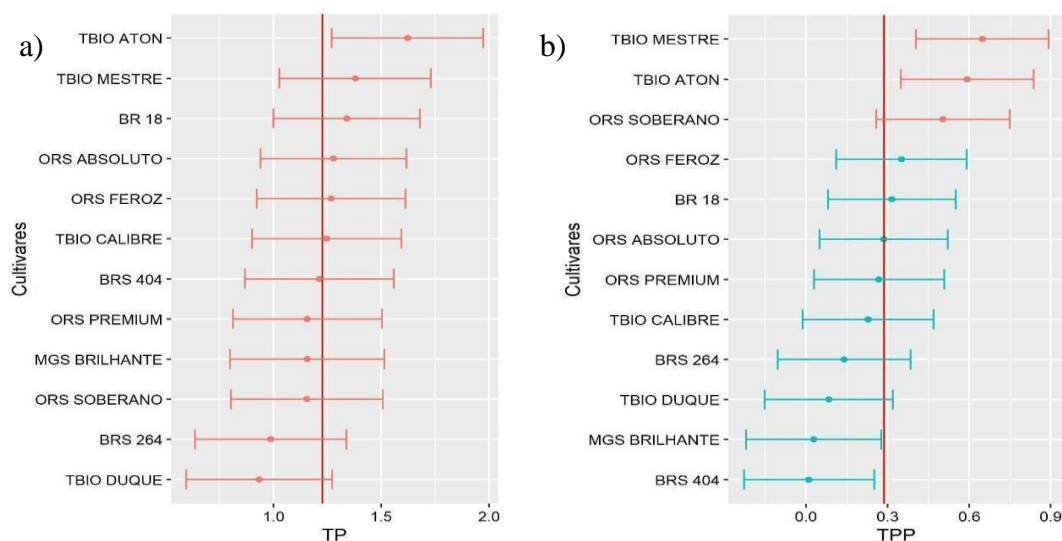 a)
Cultivares
TBIO ATON
TBIO MESTRE
BR 18
ORS ABSOLUTO
ORS FEROZ
TBIO CALIBRE
BRS 404
ORS PREMIUM
MGS BRILHANTE
ORS SOBERANO
BRS 264
TBIO DUQUE
1.0 1.5 2.0
TP
b)
Cultivares
TBIO MESTRE
TBIO ATON
ORS SOBERANO
ORS FEROZ
BR 18
ORS ABSOLUTO
ORS PREMIUM
TBIO CALIBRE
BRS 264
TBIO DUQUE
MGS BRILHANTE
BRS 404
0.0 0.3 0.6 0.9
TPP